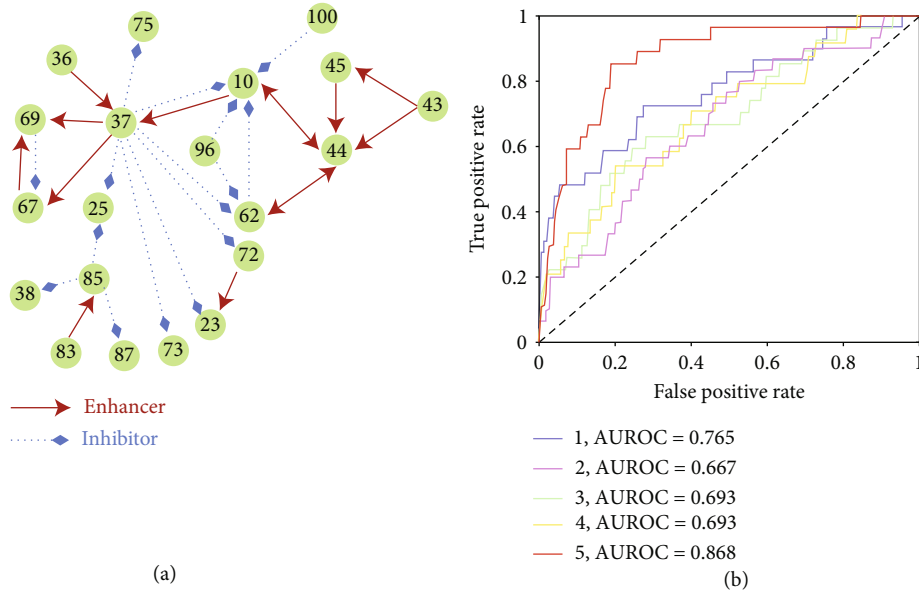 75
100
36
10
45
43
69
37
96
44
67
25
62
72
38
85
23
83
87
73
Enhancer
Inhibitor
(a)
1
0.8
0.6
0.4
0.2
0
True positive rate
0 0.2 0.4 0.6 0.8 1
False positive rate
1, AUROC = 0.765
2, AUROC = 0.667
3, AUROC = 0.693
4, AUROC = 0.693
5, AUROC = 0.868
(b)